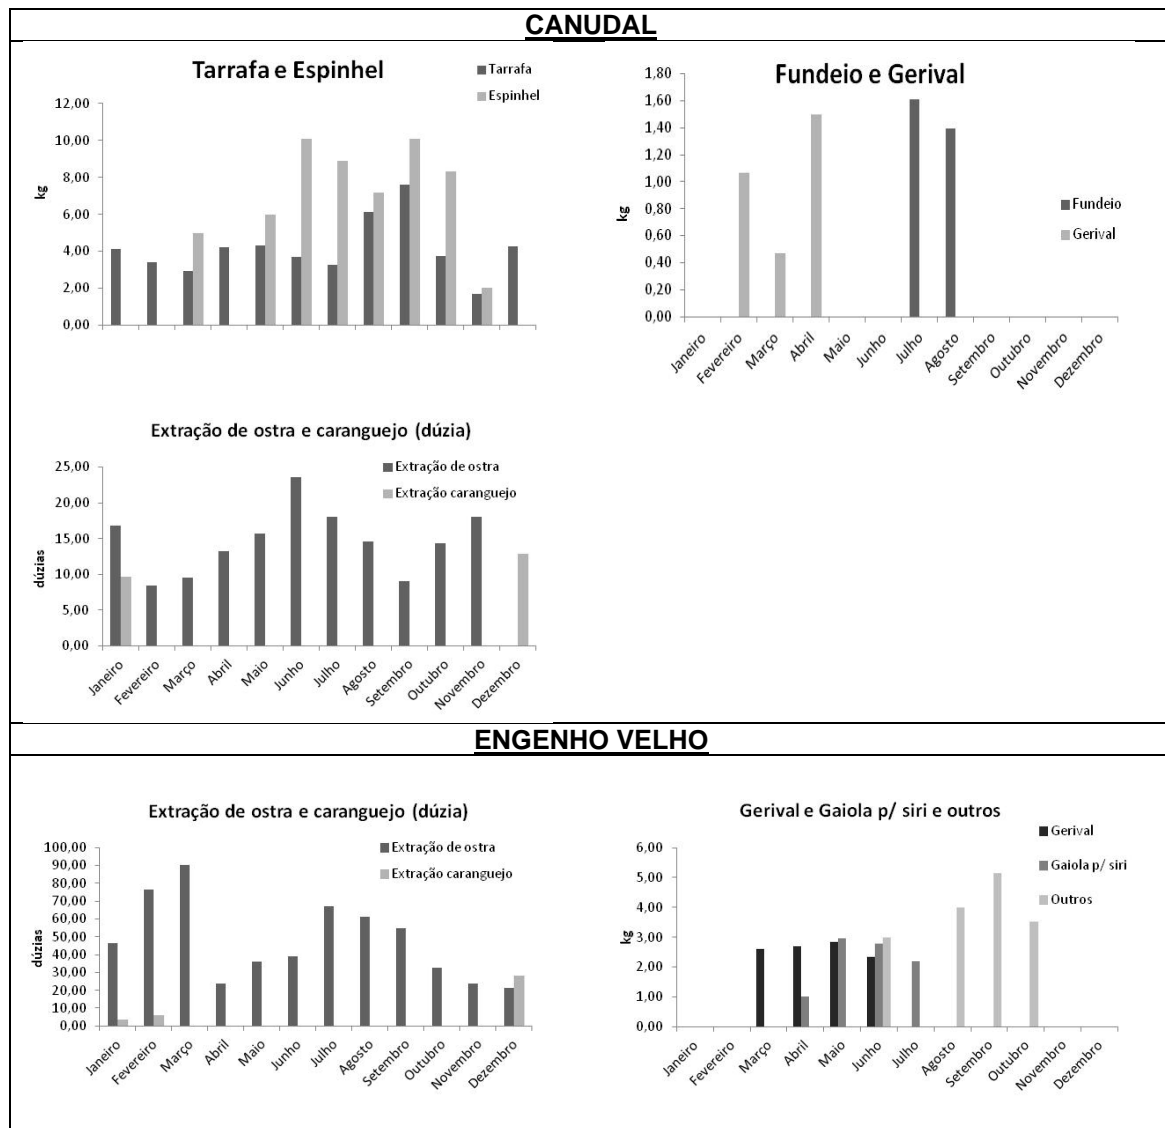 CANUDAL
Tarrafa e Espinhel
Tarrafa
Espinhel
12,00
10,00
8,00
6,00
4,00
2,00
0,00
kg
Fundeio e Gerival
1,80
1,60
1,40
1,20
1,00
0,80
0,60
0,40
0,20
0,00
kg
Fundeio
Gerival
Janeiro
Fevereiro
Março
Abril
Maio
Junho
Julho
Agosto
Setembro
Outubro
Novembro
Dezembro
Extração de ostra e caranguejo (dúzia)
Extração de ostra
Extração caranguejo
25,00
20,00
15,00
10,00
5,00
0,00
dúzias
Janeiro
Fevereiro
Março
Abril
Maio
Junho
Julho
Agosto
Setembro
Outubro
Novembro
Dezembro
ENGENHO VELHO
Extração de ostra e caranguejo (dúzia)
Extração de ostra
Extração caranguejo
100,00
90,00
80,00
70,00
60,00
50,00
40,00
30,00
20,00
10,00
0,00
dúzias
Janeiro
Fevereiro
Março
Abril
Maio
Junho
Julho
Agosto
Setembro
Outubro
Novembro
Dezembro
Gerival e Gaiola p/ siri e outros
Gerival
Gaiola p/ siri
Outros
6,00
5,00
4,00
3,00
2,00
1,00
0,00
kg
Janeiro
Fevereiro
Março
Abril
Maio
Junho
Julho
Agosto
Setembro
Outubro
Novembro
Dezembro